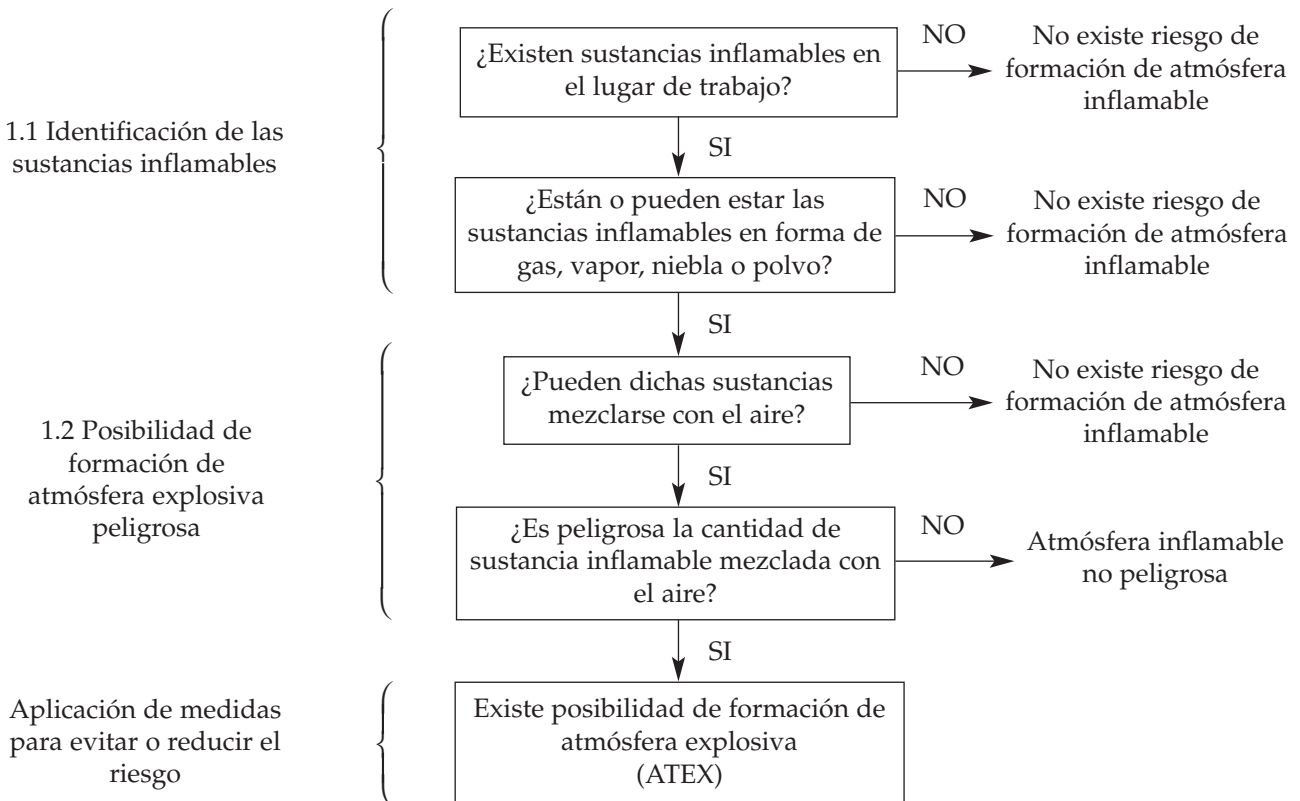 ¿Existen sustancias inflamables en
el lugar de trabajo?
NO
No existe riesgo de
formación de atmósfera
inflamable
1.1 Identificación de las
sustancias inflamables
SI
¿Están o pueden estar las
sustancias inflamables en forma de
gas, vapor, niebla o polvo?
NO
No existe riesgo de
formación de atmósfera
inflamable
SI
¿Pueden dichas sustancias
mezclarse con el aire?
NO
No existe riesgo de
formación de atmósfera
inflamable
1.2 Posibilidad de
formación de
atmósfera explosiva
peligrosa
SI
¿Es peligrosa la cantidad de
sustancia inflamable mezclada con
el aire?
NO
Atmósfera inflamable
no peligrosa
SI
Aplicación de medidas
para evitar o reducir el
riesgo
Existe posibilidad de formación de
atmósfera explosiva
(ATEX)